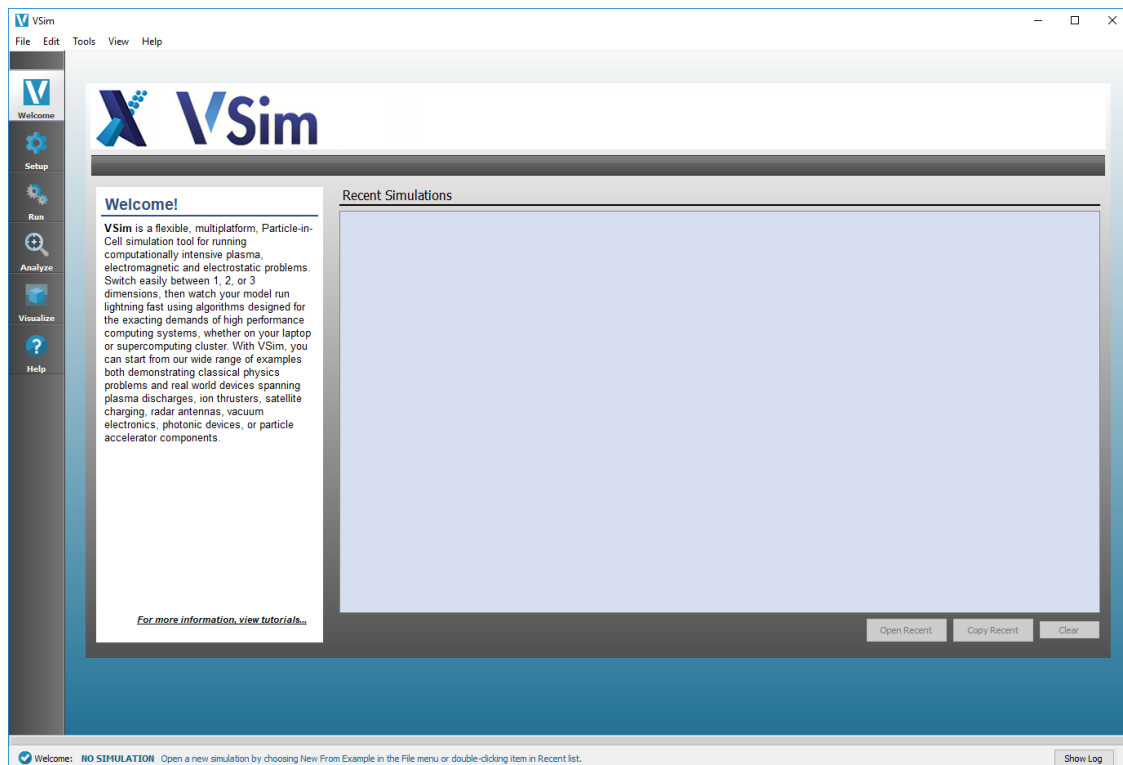 VSim
File Edit Tools View Help
Welcome
Setup
Run
Analyze
Visualize
Help
VSim
Welcome!
VSim is a flexible, multiplatform, Particle-in-
Cell simulation tool for running
computationally intensive plasma,
electromagnetic and electrostatic problems.
Switch easily between 1, 2, or 3
dimensions, then watch your model run
lightning fast using algorithms designed for
the exacting demands of high performance
computing systems, whether on your laptop
or supercomputing cluster. With VSim, you
can start from our wide range of examples
both demonstrating classical physics
problems and real world devices spanning
plasma discharges, ion thrusters, satellite
charging, radar antennas, vacuum
electronics, photonic devices, or particle
accelerator components.
For more information, view tutorials...
Recent Simulations
Open Recent Copy Recent Clear
Welcome: NO SIMULATION Open a new simulation by choosing New From Example in the File menu or double-clicking item in Recent list. Show Log